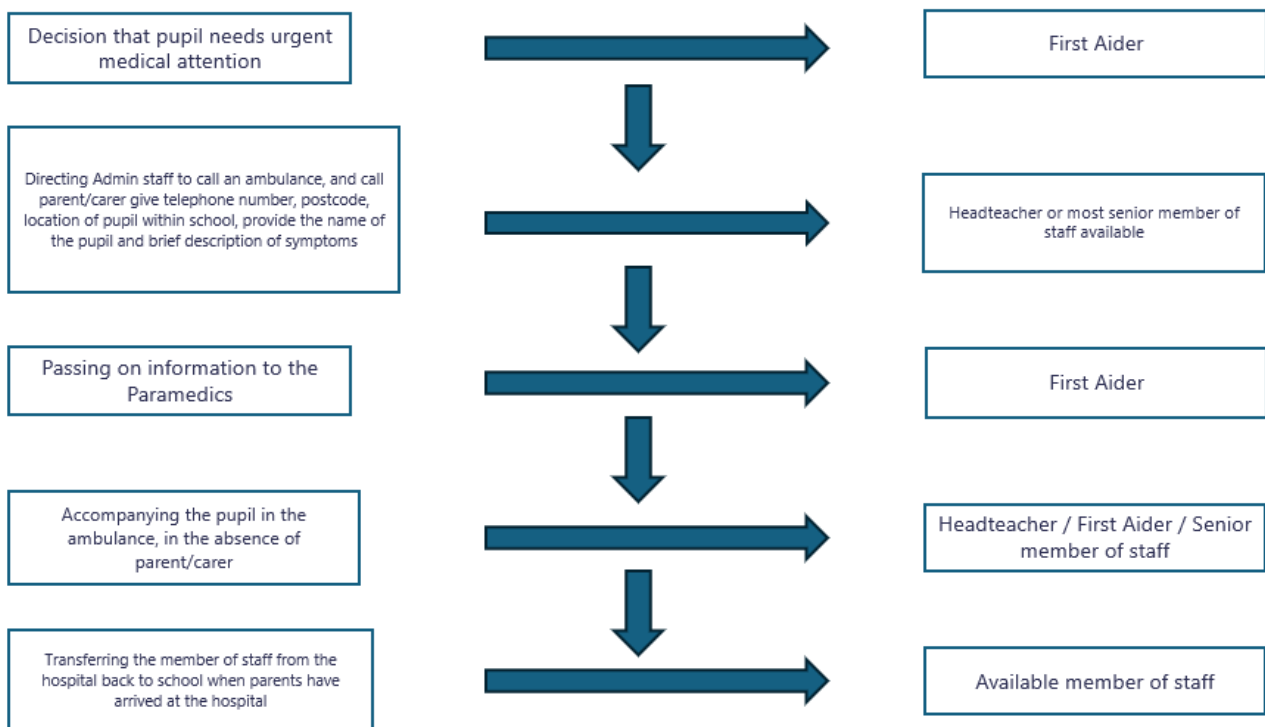 Decision that pupil needs urgent
medical attention
First Aider
Directing Admin staff to call an ambulance, and call
parent/carer give telephone number, postcode,
location of pupil within school, provide the name of
the pupil and brief description of symptoms
Headteacher or most senior member of
staff available
Passing on information to the
Paramedics
First Aider
Accompanying the pupil in the
ambulance, in the absence of
parent/carer
Headteacher / First Aider / Senior
member of staff
Transferring the member of staff from the
hospital back to school when parents have
arrived at the hospital
Available member of staff